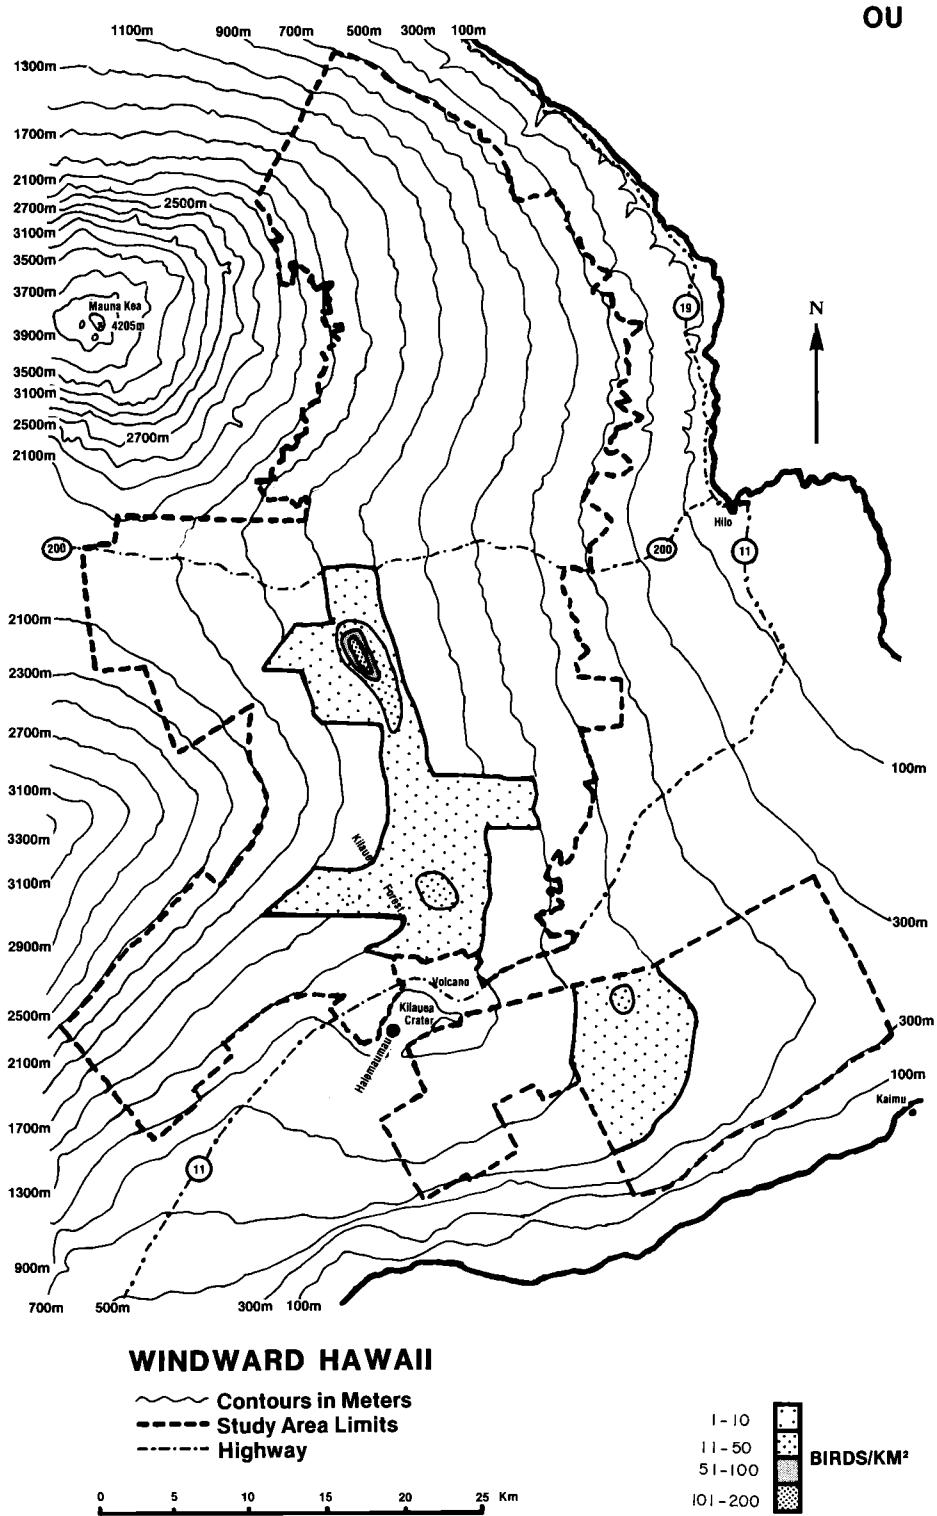 OU
1100m 900m 700m 500m 300m 100m
1300m
1700m
2100m
2500m
2700m
3100m
3500m
3700m
Mauna Kea
4205m
3900m
3500m
3100m
2500m
2700m
2100m
19
N
Hilo
200
200
11
2100m
2300m
2700m
3100m
3300m
3100m
2900m
2500m
2100m
1700m
1300m
900m
700m 500m 300m 100m
100m
300m
300m
100m
Kilauea Forest
Volcano
Kilauea
Crater
Halemaumau
Kaimu
11
WINDWARD HAWAII
Contours in Meters
Study Area Limits
Highway
0 5 10 15 20 25 Km
1-10
11-50
51-100
101-200
BIRDS/KM²